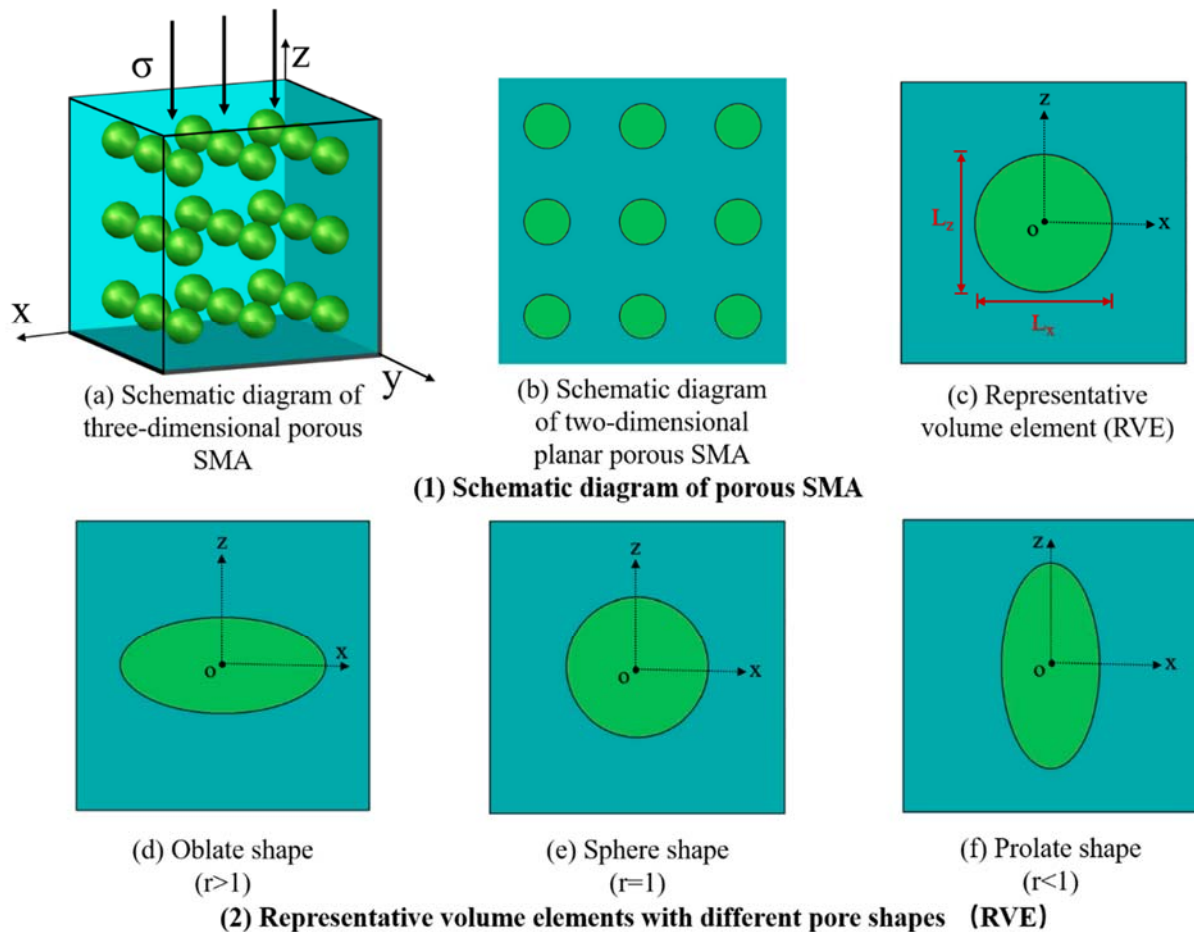 σ
z
x
y
(a) Schematic diagram of
three-dimensional porous
SMA
(b) Schematic diagram
of two-dimensional
planar porous SMA
z
Lz
o
x
Lx
(c) Representative
volume element (RVE)
(1) Schematic diagram of porous SMA
z
x
o
(d) Oblate shape
(r>1)
z
o
x
(e) Sphere shape
(r=1)
z
o
x
(f) Prolate shape
(r<1)
(2) Representative volume elements with different pore shapes （RVE）